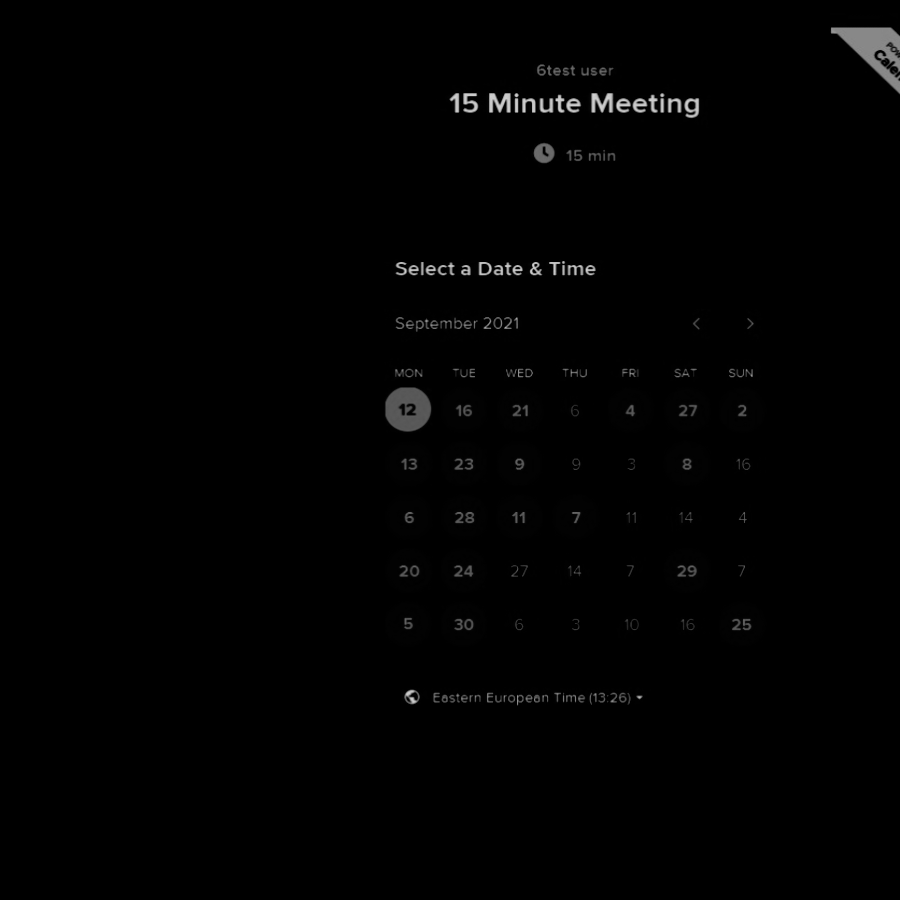 6test user
15 Minute Meeting
15 min
Select a Date & Time
September 2021
MON TUE WED THU FRI SAT SUN
12 16 21 6 4 27 2
13 23 9 9 3 8 16
6 28 11 7 11 14 4
20 24 27 14 7 29 7
5 30 6 3 10 16 25
Eastern European Time (13:26)